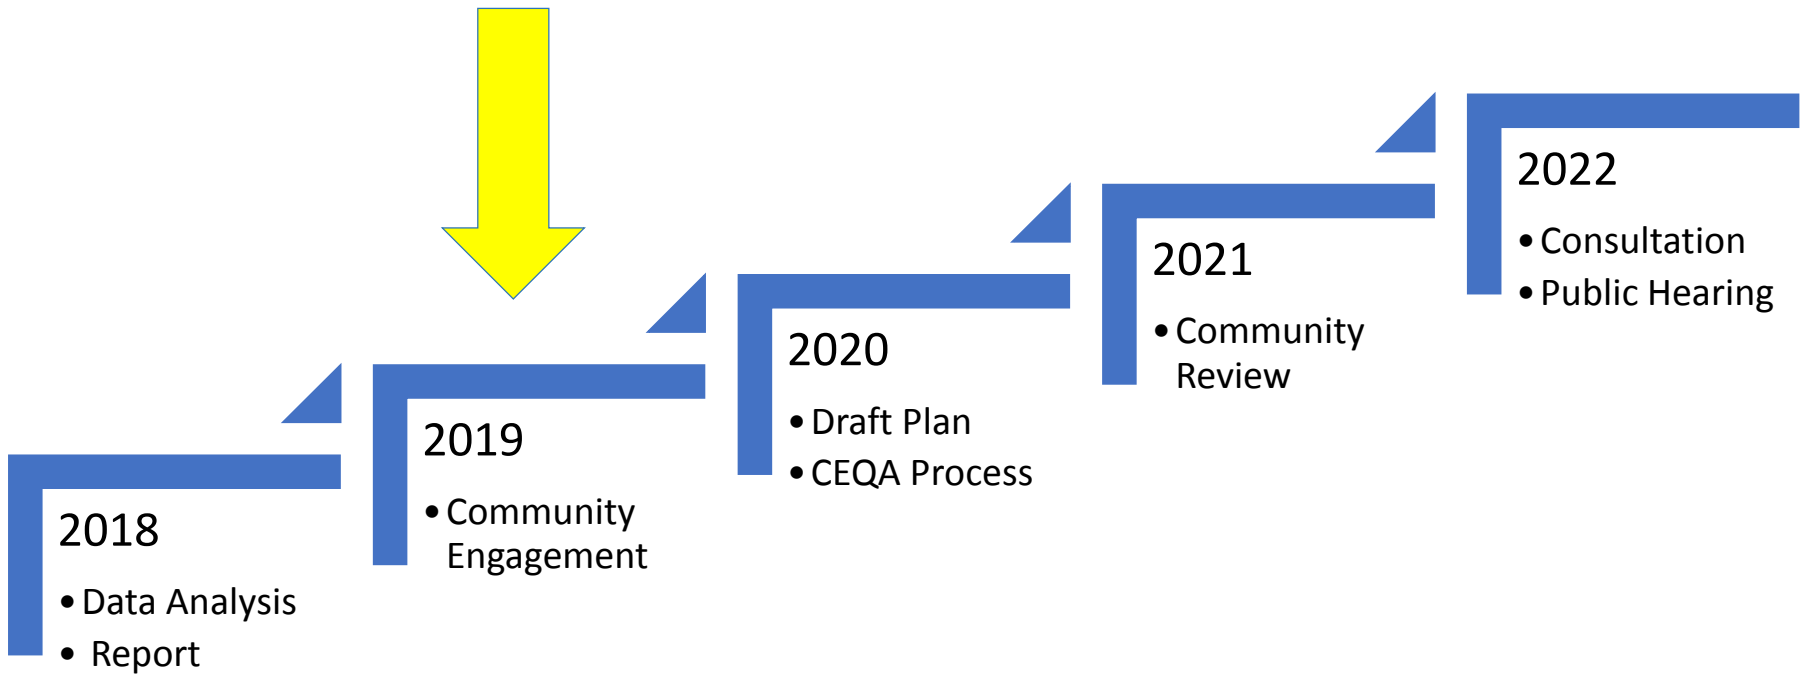 2018
• Data Analysis
• Report
2019
• Community
Engagement
2020
• Draft Plan
• CEQA Process
2021
• Community
Review
2022
• Consultation
• Public Hearing